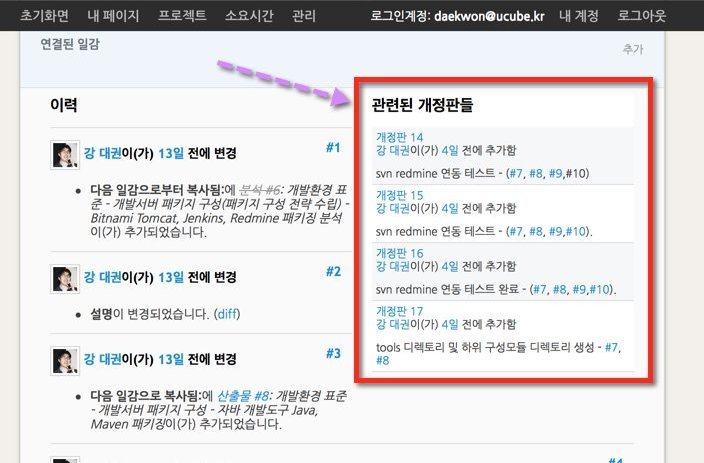 초기화면 내 페이지 프로젝트 소요시간 관리 로그인계정: daekwon@ucube.kr 내 계정 로그아웃
연결된 일감
추가
이력
#1
강 대권이(가) 13일 전에 변경
다음 일감으로부터 복사됨:에 분석 #6: 개발환경 표
준 - 개발서버 패키지 구성(패키지 구성 전략 수립) -
Bitnami Tomcat, Jenkins, Redmine 패키징 분석
이(가) 추가되었습니다.
#2
강 대권이(가) 13일 전에 변경
설명이 변경되었습니다. (diff)
#3
강 대권이(가) 13일 전에 변경
다음 일감으로 복사됨:에 산출물 #8: 개발환경 표준
- 개발서버 패키지 구성 - 자바 개발도구 Java,
Maven 패키징이(가) 추가되었습니다.
#4
관련된 개정판들
개정판 14
강 대권이(가) 4일 전에 추가함
svn redmine 연동 테스트 - (#7, #8, #9,#10)
개정판 15
강 대권이(가) 4일 전에 추가함
svn redmine 연동 테스트 - (#7, #8, #9,#10).
개정판 16
강 대권이(가) 4일 전에 추가함
svn redmine 연동 테스트 완료 - (#7, #8, #9,#10).
개정판 17
강 대권이(가) 4일 전에 추가함
tools 디렉토리 및 하위 구성모듈 디렉토리 생성 - #7,
#8